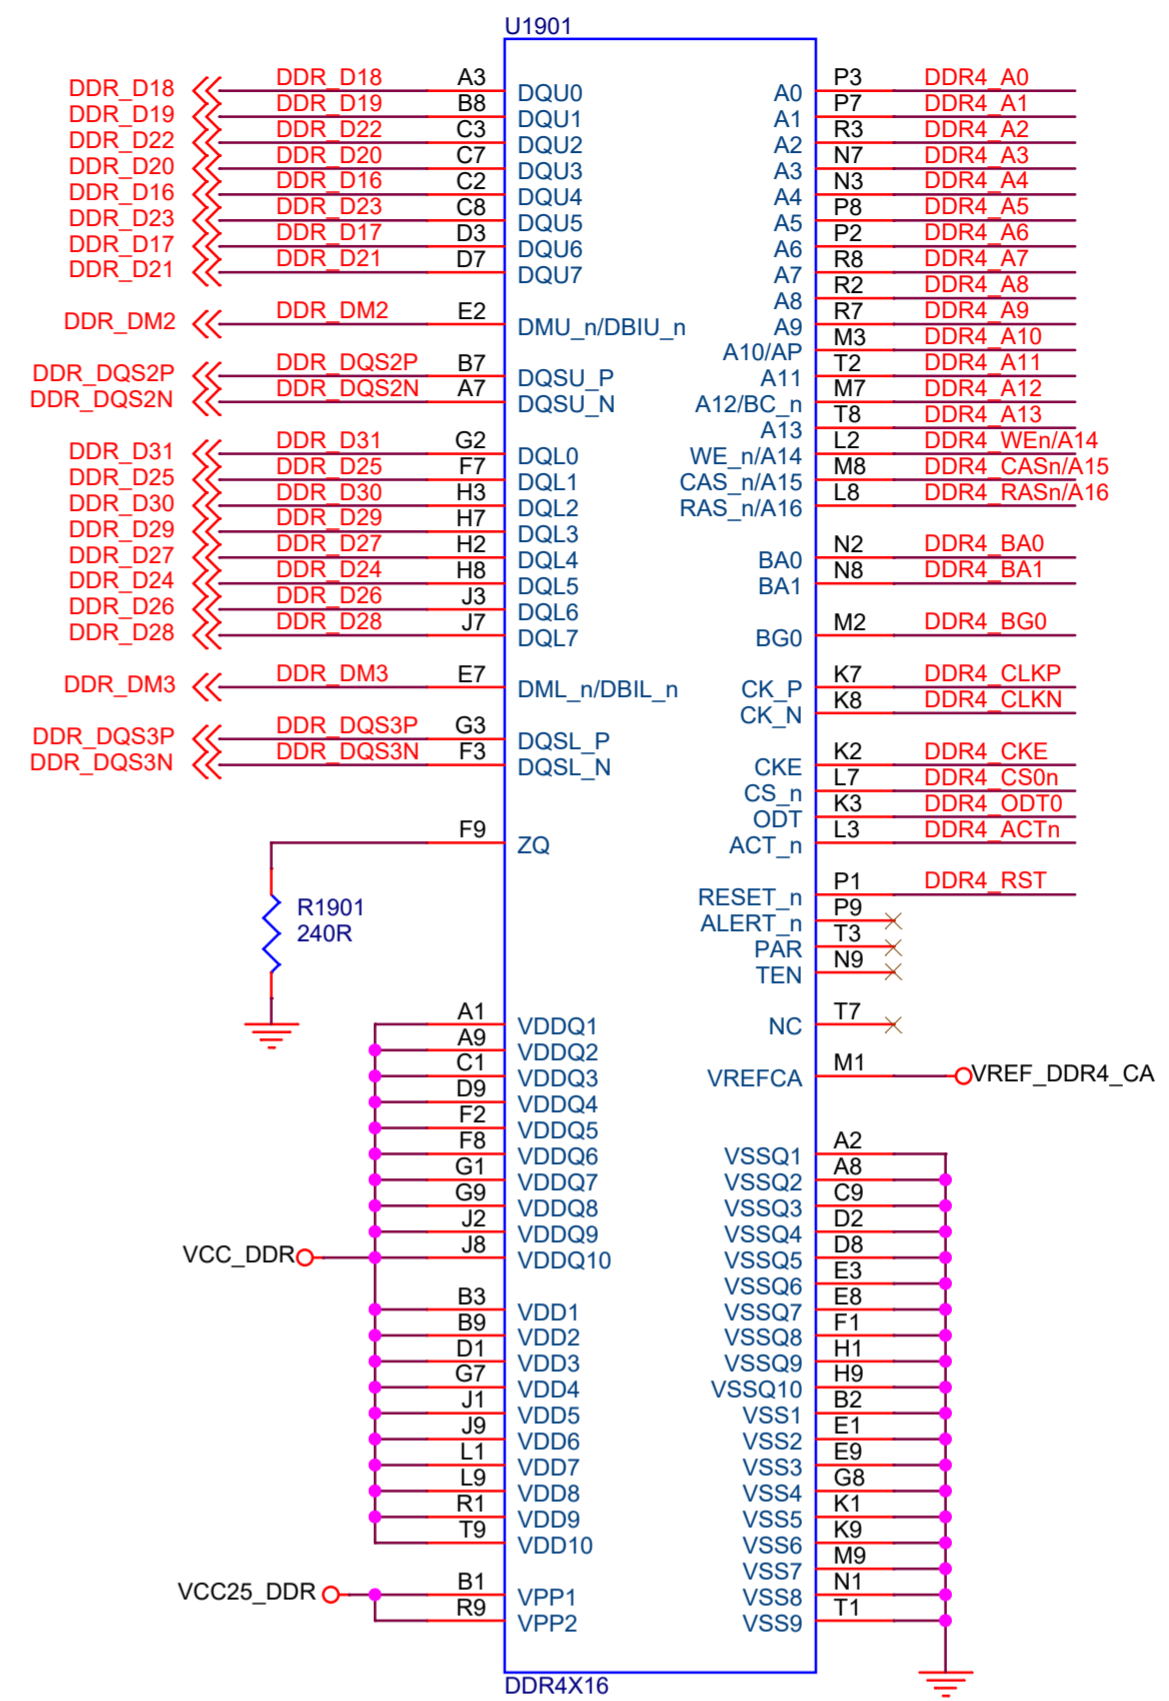 U1901
DDR_D18 DDR_D18 A3 DQU0 A0 P3 DDR4_A0
DDR_D19 DDR_D19 B8 DQU1 A1 P7 DDR4_A1
DDR_D22 DDR_D22 C3 DQU2 A2 R3 DDR4_A2
DDR_D20 DDR_D20 C7 DQU3 A3 N7 DDR4_A3
DDR_D16 DDR_D16 C2 DQU4 A4 N3 DDR4_A4
DDR_D23 DDR_D23 C8 DQU5 A5 P8 DDR4_A5
DDR_D17 DDR_D17 D3 DQU6 A6 P2 DDR4_A6
DDR_D21 DDR_D21 D7 DQU7 A7 R8 DDR4_A7
A8 R2 DDR4_A8
DDR_DM2 DDR_DM2 E2 DMU_n/DBIU_n A9 R7 DDR4_A9
A10/AP M3 DDR4_A10
DDR_DQS2P DDR_DQS2P B7 DQSU_P A11 T2 DDR4_A11
DDR_DQS2N DDR_DQS2N A7 DQSU_N A12/BC_n M7 DDR4_A12
A13 T8 DDR4_A13
DDR_D31 DDR_D31 G2 DQL0 WE_n/A14 L2 DDR4_WEn/A14
DDR_D25 DDR_D25 F7 DQL1 CAS_n/A15 M8 DDR4_CASn/A15
DDR_D30 DDR_D30 H3 DQL2 RAS_n/A16 L8 DDR4_RASn/A16
DDR_D29 DDR_D29 H7 DQL3
DDR_D27 DDR_D27 H2 DQL4 BA0 N2 DDR4_BA0
DDR_D24 DDR_D24 H8 DQL5 BA1 N8 DDR4_BA1
DDR_D26 DDR_D26 J3 DQL6
DDR_D28 DDR_D28 J7 DQL7 BG0 M2 DDR4_BG0
DDR_DM3 DDR_DM3 E7 DML_n/DBIL_n CK_P K7 DDR4_CLKP
CK_N K8 DDR4_CLKN
DDR_DQS3P DDR_DQS3P G3 DQSL_P
DDR_DQS3N DDR_DQS3N F3 DQSL_N CKE K2 DDR4_CKE
CS_n L7 DDR4_CS0n
ODT K3 DDR4_ODT0
F9 ZQ ACT_n L3 DDR4_ACTn
R1901 RESET_n P1 DDR4_RST
240R ALERT_n P9
PAR T3
TEN N9
A1 VDDQ1 NC T7
A9 VDDQ2
C1 VDDQ3 VREFCA M1 VREF_DDR4_CA
D9 VDDQ4
F2 VDDQ5
F8 VDDQ6 VSSQ1 A2
G1 VDDQ7 VSSQ2 A8
G9 VDDQ8 VSSQ3 C9
J2 VDDQ9 VSSQ4 D2
VCC_DDR J8 VDDQ10 VSSQ5 D8
VSSQ6 E3
B3 VDD1 VSSQ7 E8
B9 VDD2 VSSQ8 F1
D1 VDD3 VSSQ9 H1
G7 VDD4 VSSQ10 H9
J1 VDD5 VSS1 B2
J9 VDD6 VSS2 E1
L1 VDD7 VSS3 E9
L9 VDD8 VSS4 G8
R1 VDD9 VSS5 K1
T9 VDD10 VSS6 K9
VSS7 M9
VCC25_DDR B1 VPP1 VSS8 N1
R9 VPP2 VSS9 T1
DDR4X16